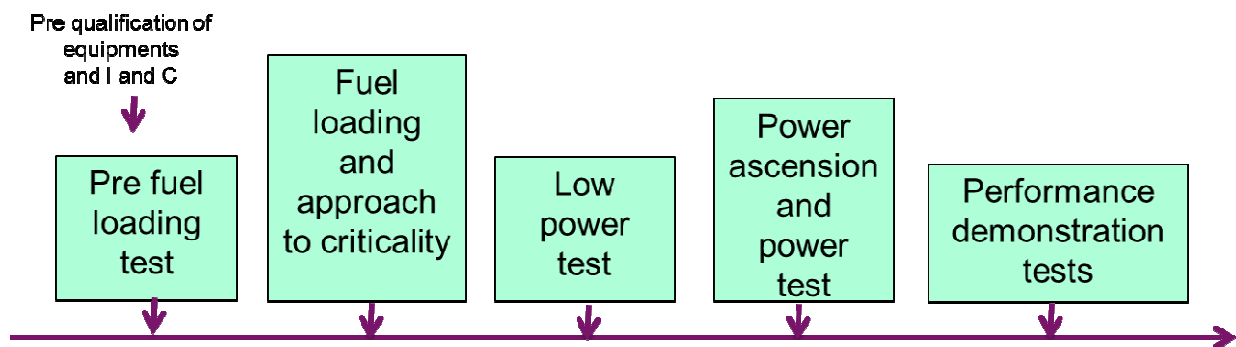 Pre qualification of
equipments
and I and C
Pre fuel
loading
test
Fuel
loading
and
approach
to criticality
Low
power
test
Power
ascension
and
power
test
Performance
demonstration
tests